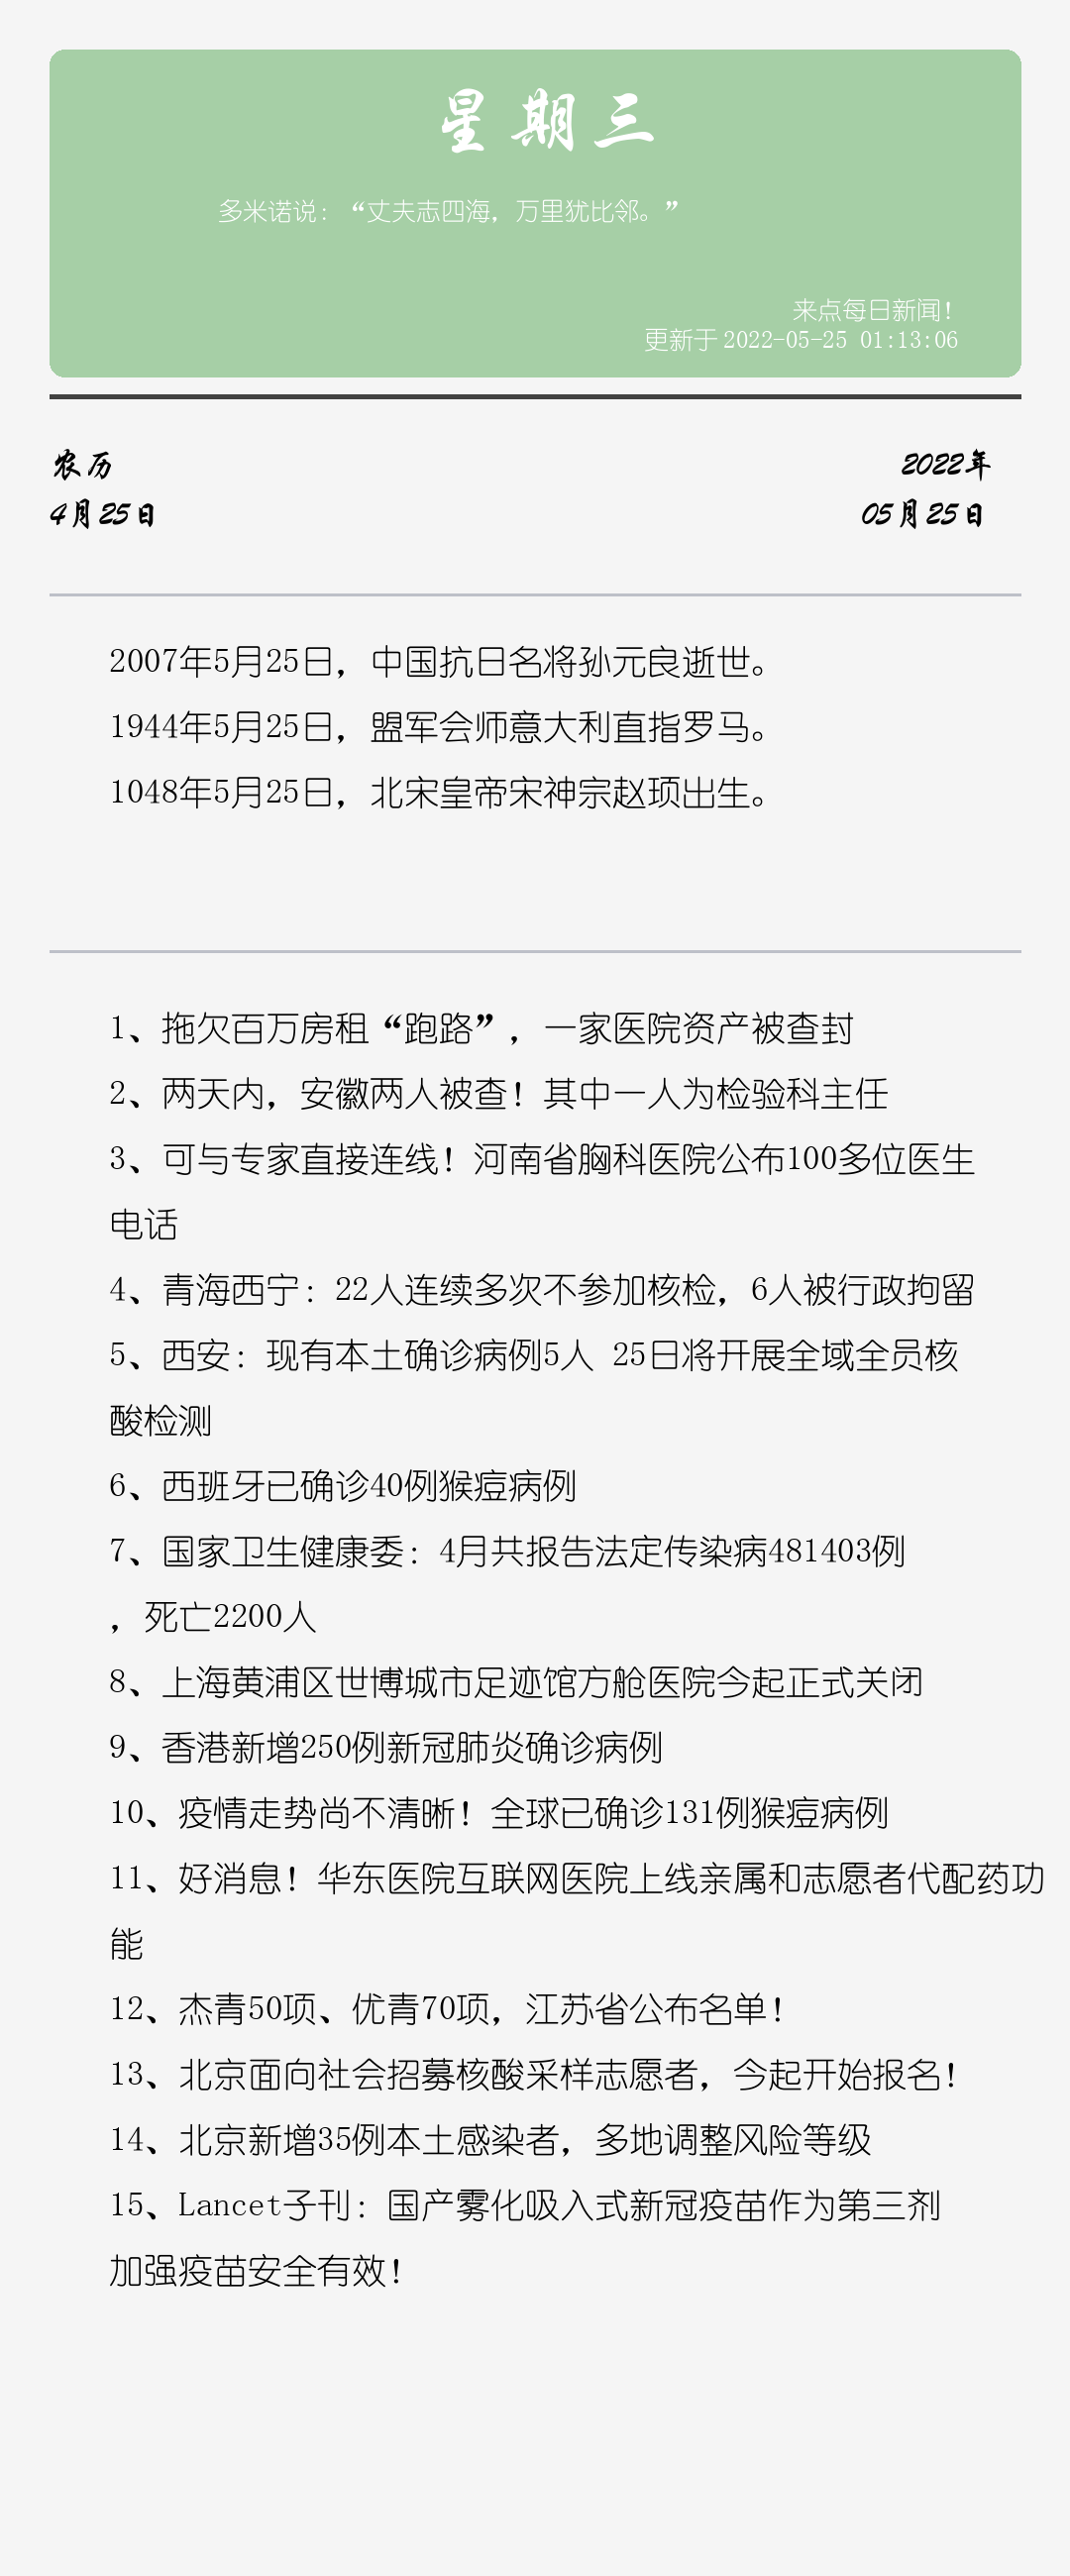 星期三
多米诺说：“丈夫志四海，万里犹比邻。”
来点每日新闻！
更新于 2022-05-25 01:13:06
农历
2022年
4月25日
05月25日
2007年5月25日，中国抗日名将孙元良逝世。
1944年5月25日，盟军会师意大利直指罗马。
1048年5月25日，北宋皇帝宋神宗赵顼出生。
1、拖欠百万房租“跑路”，一家医院资产被查封
2、两天内，安徽两人被查！其中一人为检验科主任
3、可与专家直接连线！河南省胸科医院公布100多位医生
电话
4、青海西宁：22人连续多次不参加核检，6人被行政拘留
5、西安：现有本土确诊病例5人 25日将开展全域全员核
酸检测
6、西班牙已确诊40例猴痘病例
7、国家卫生健康委：4月共报告法定传染病481403例
，死亡2200人
8、上海黄浦区世博城市足迹馆方舱医院今起正式关闭
9、香港新增250例新冠肺炎确诊病例
10、疫情走势尚不清晰！全球已确诊131例猴痘病例
11、好消息！华东医院互联网医院上线亲属和志愿者代配药功
能
12、杰青50项、优青70项，江苏省公布名单！
13、北京面向社会招募核酸采样志愿者，今起开始报名！
14、北京新增35例本土感染者，多地调整风险等级
15、Lancet子刊：国产雾化吸入式新冠疫苗作为第三剂
加强疫苗安全有效！